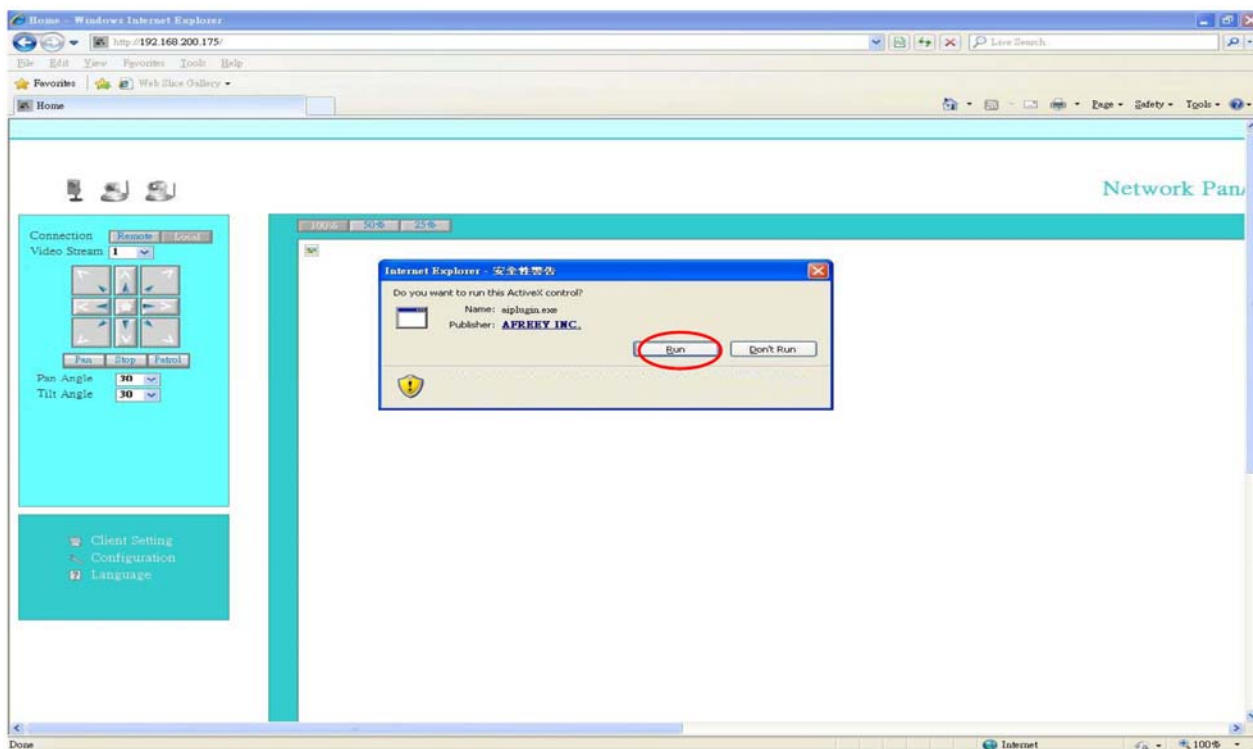 Home - Windows Internet Explorer
http://192.168.200.175/
Live Search
File Edit View Favorites Tools Help
Favorites Web Slice Gallery
Home
Page Safety Tools
Network Pan/
Connection Remote Local
Video Stream 1
Pan Stop Patrol
Pan Angle 30
Tilt Angle 30
Client Setting
Configuration
Language
100% 50% 25%
Internet Explorer - 安全性警告
Do you want to run this ActiveX control?
Name: aiplugin.exe
Publisher: AFREEY INC.
Run Don't Run
Done Internet 100%